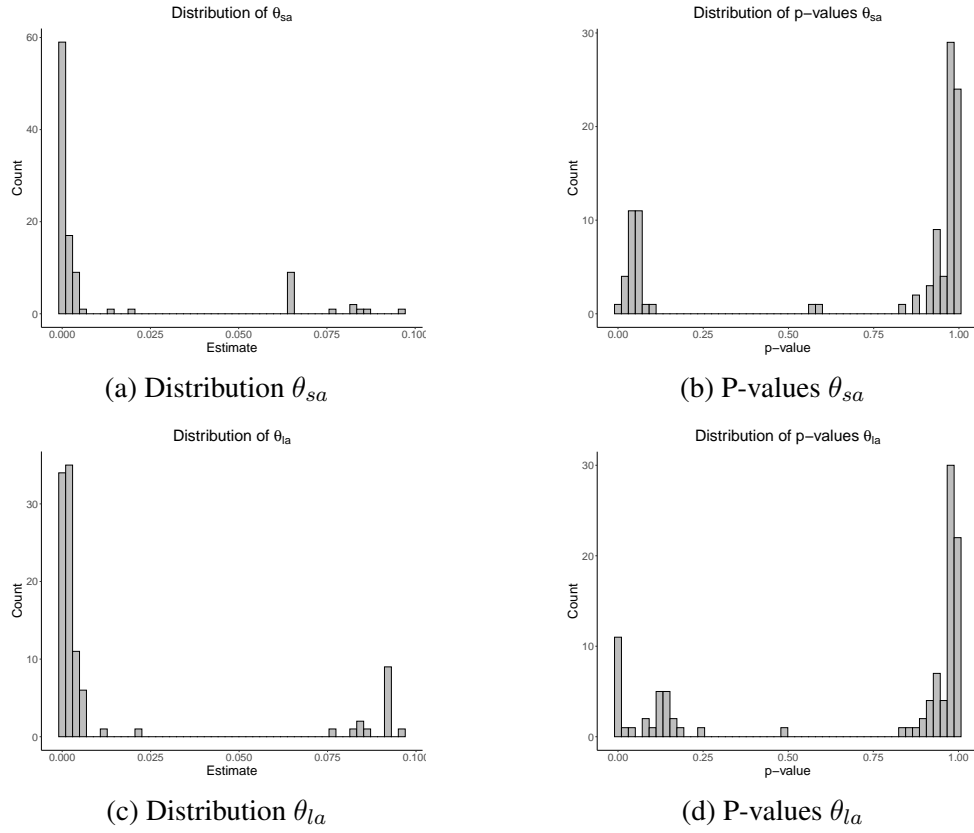 Distribution of θsa
Count
60
40
20
0
0.000 0.025 0.050 0.075 0.100
Estimate
(a) Distribution θsa
Distribution of p−values θsa
Count
30
20
10
0
0.00 0.25 0.50 0.75 1.00
p−value
(b) P-values θsa
Distribution of θla
Count
30
20
10
0
0.000 0.025 0.050 0.075 0.100
Estimate
(c) Distribution θla
Distribution of p−values θla
Count
30
20
10
0
0.00 0.25 0.50 0.75 1.00
p−value
(d) P-values θla